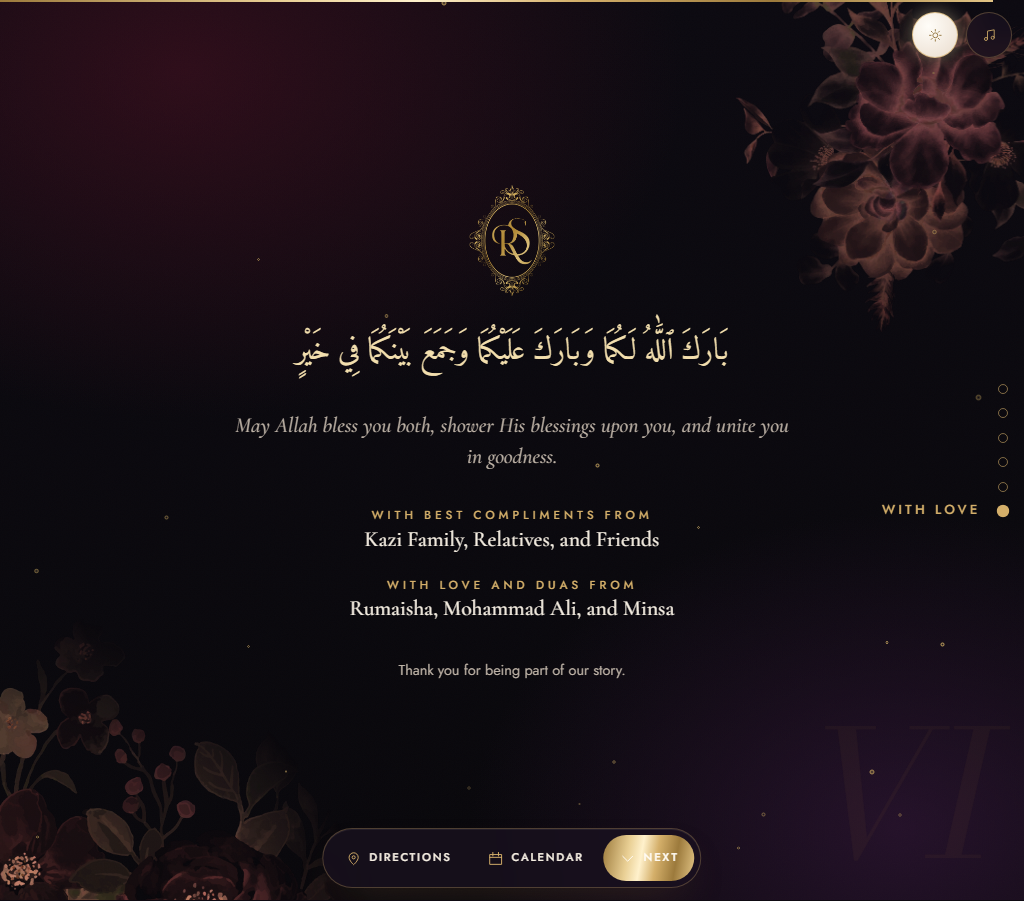 RS
بَارَكَ ٱللَّٰهُ لَكُمَا وَبَارَكَ عَلَيْكُمَا وَجَمَعَ بَيْنَكُمَا فِي خَيْرٍ
May Allah bless you both, shower His blessings upon you, and unite you
in goodness.
WITH BEST COMPLIMENTS FROM
Kazi Family, Relatives, and Friends
WITH LOVE
WITH LOVE AND DUAS FROM
Rumaisha, Mohammad Ali, and Minsa
Thank you for being part of our story.
VI
DIRECTIONS
CALENDAR
NEXT